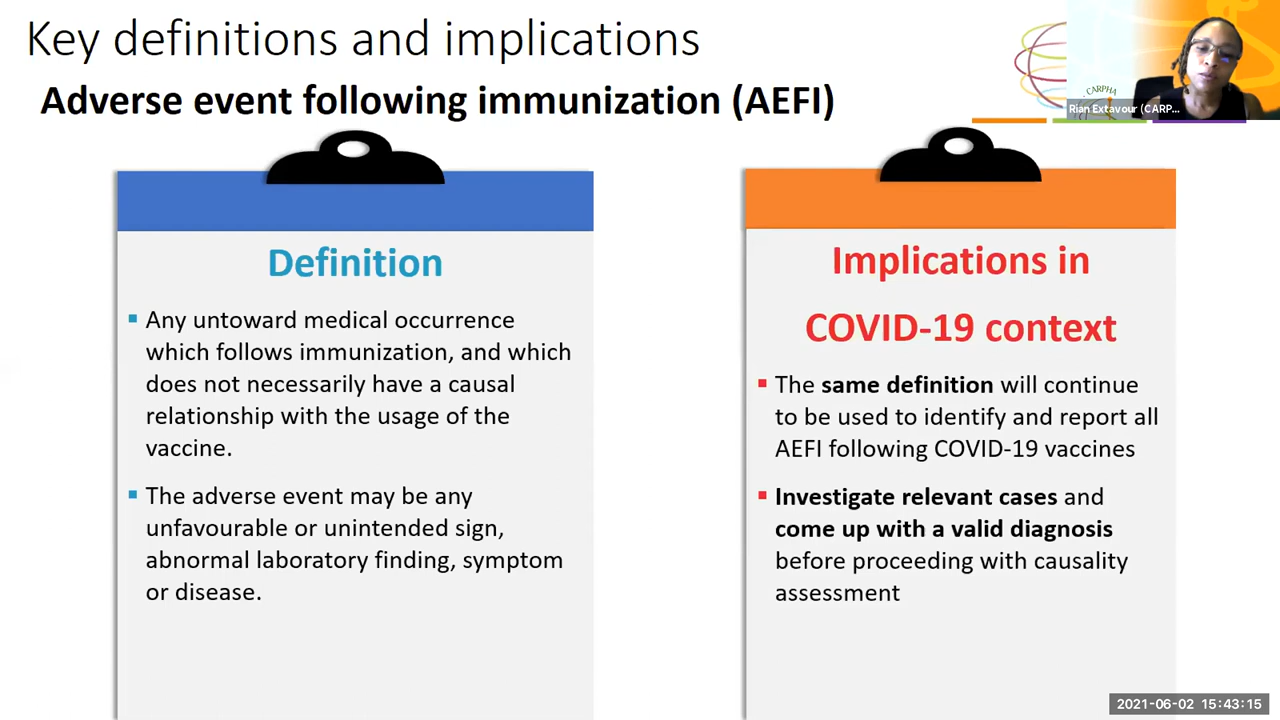 Key definitions and implications
Adverse event following immunization (AEFI)
CARPHA
Rian Extavour (CARP...
Definition
▪ Any untoward medical occurrence
which follows immunization, and which
does not necessarily have a causal
relationship with the usage of the
vaccine.
▪ The adverse event may be any
unfavourable or unintended sign,
abnormal laboratory finding, symptom
or disease.
Implications in
COVID-19 context
▪ The same definition will continue
to be used to identify and report all
AEFI following COVID-19 vaccines
▪ Investigate relevant cases and
come up with a valid diagnosis
before proceeding with causality
assessment
2021-06-02 15:43:15